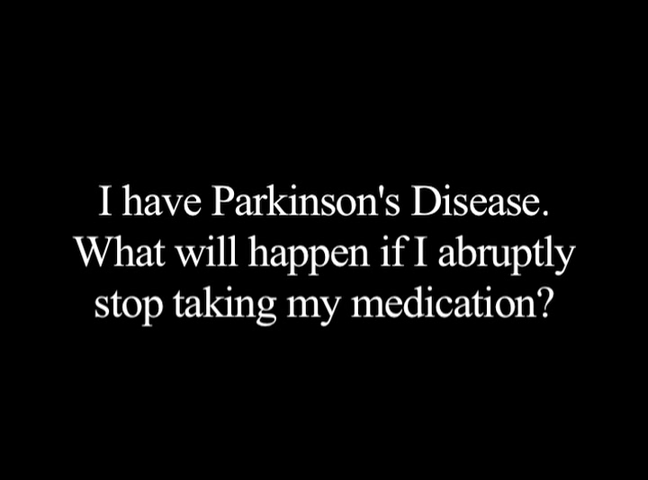 I have Parkinson's Disease.
What will happen if I abruptly
stop taking my medication?